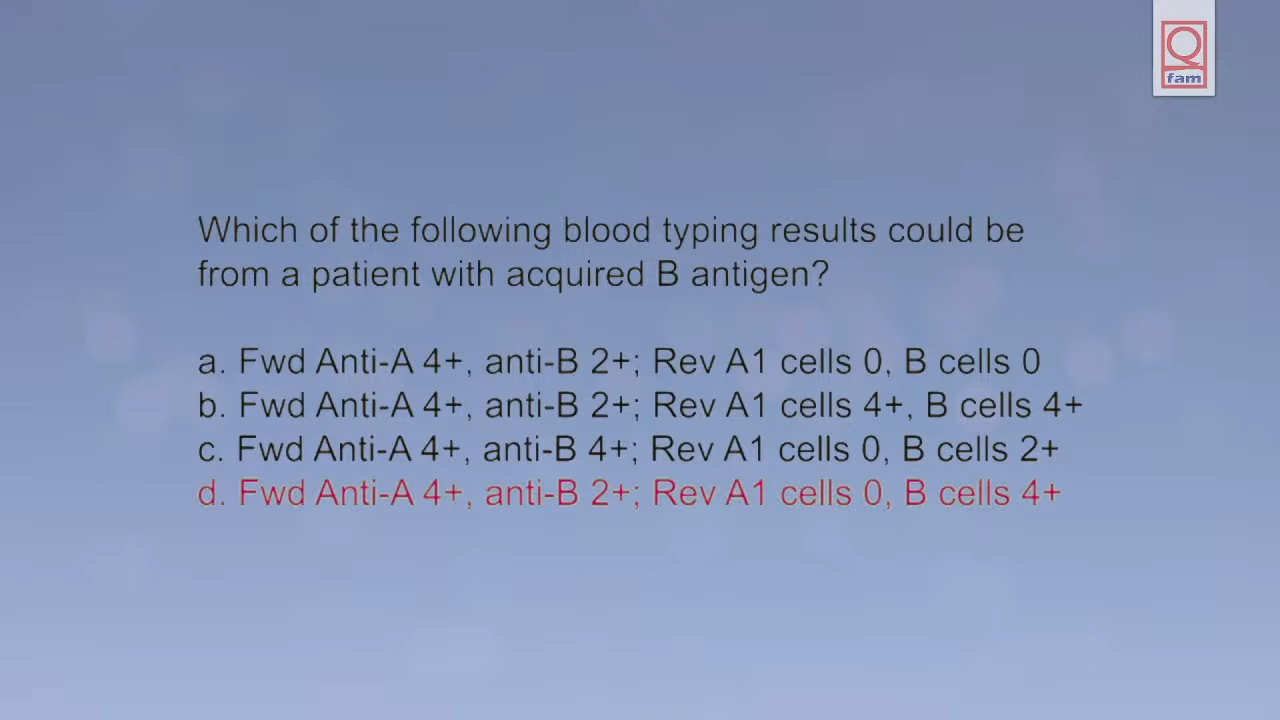 Q
fam
Which of the following blood typing results could be
from a patient with acquired B antigen?
a. Fwd Anti-A 4+, anti-B 2+; Rev A1 cells 0, B cells 0
b. Fwd Anti-A 4+, anti-B 2+; Rev A1 cells 4+, B cells 4+
c. Fwd Anti-A 4+, anti-B 4+; Rev A1 cells 0, B cells 2+
d. Fwd Anti-A 4+, anti-B 2+; Rev A1 cells 0, B cells 4+